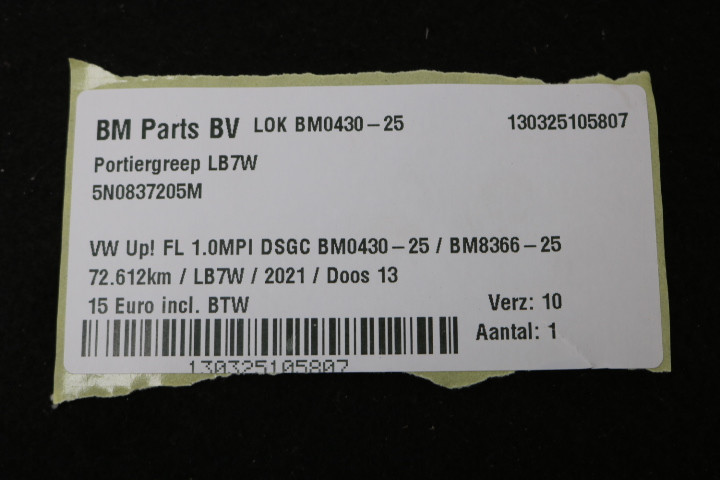 BM Parts BV LOK BM0430-25 130325105807
Portiergreep LB7W
5N0837205M
VW Up! FL 1.0MPI DSGC BM0430-25 / BM8366-25
72.612km / LB7W / 2021 / Doos 13
15 Euro incl. BTW Verz: 10
Aantal: 1
130325105807